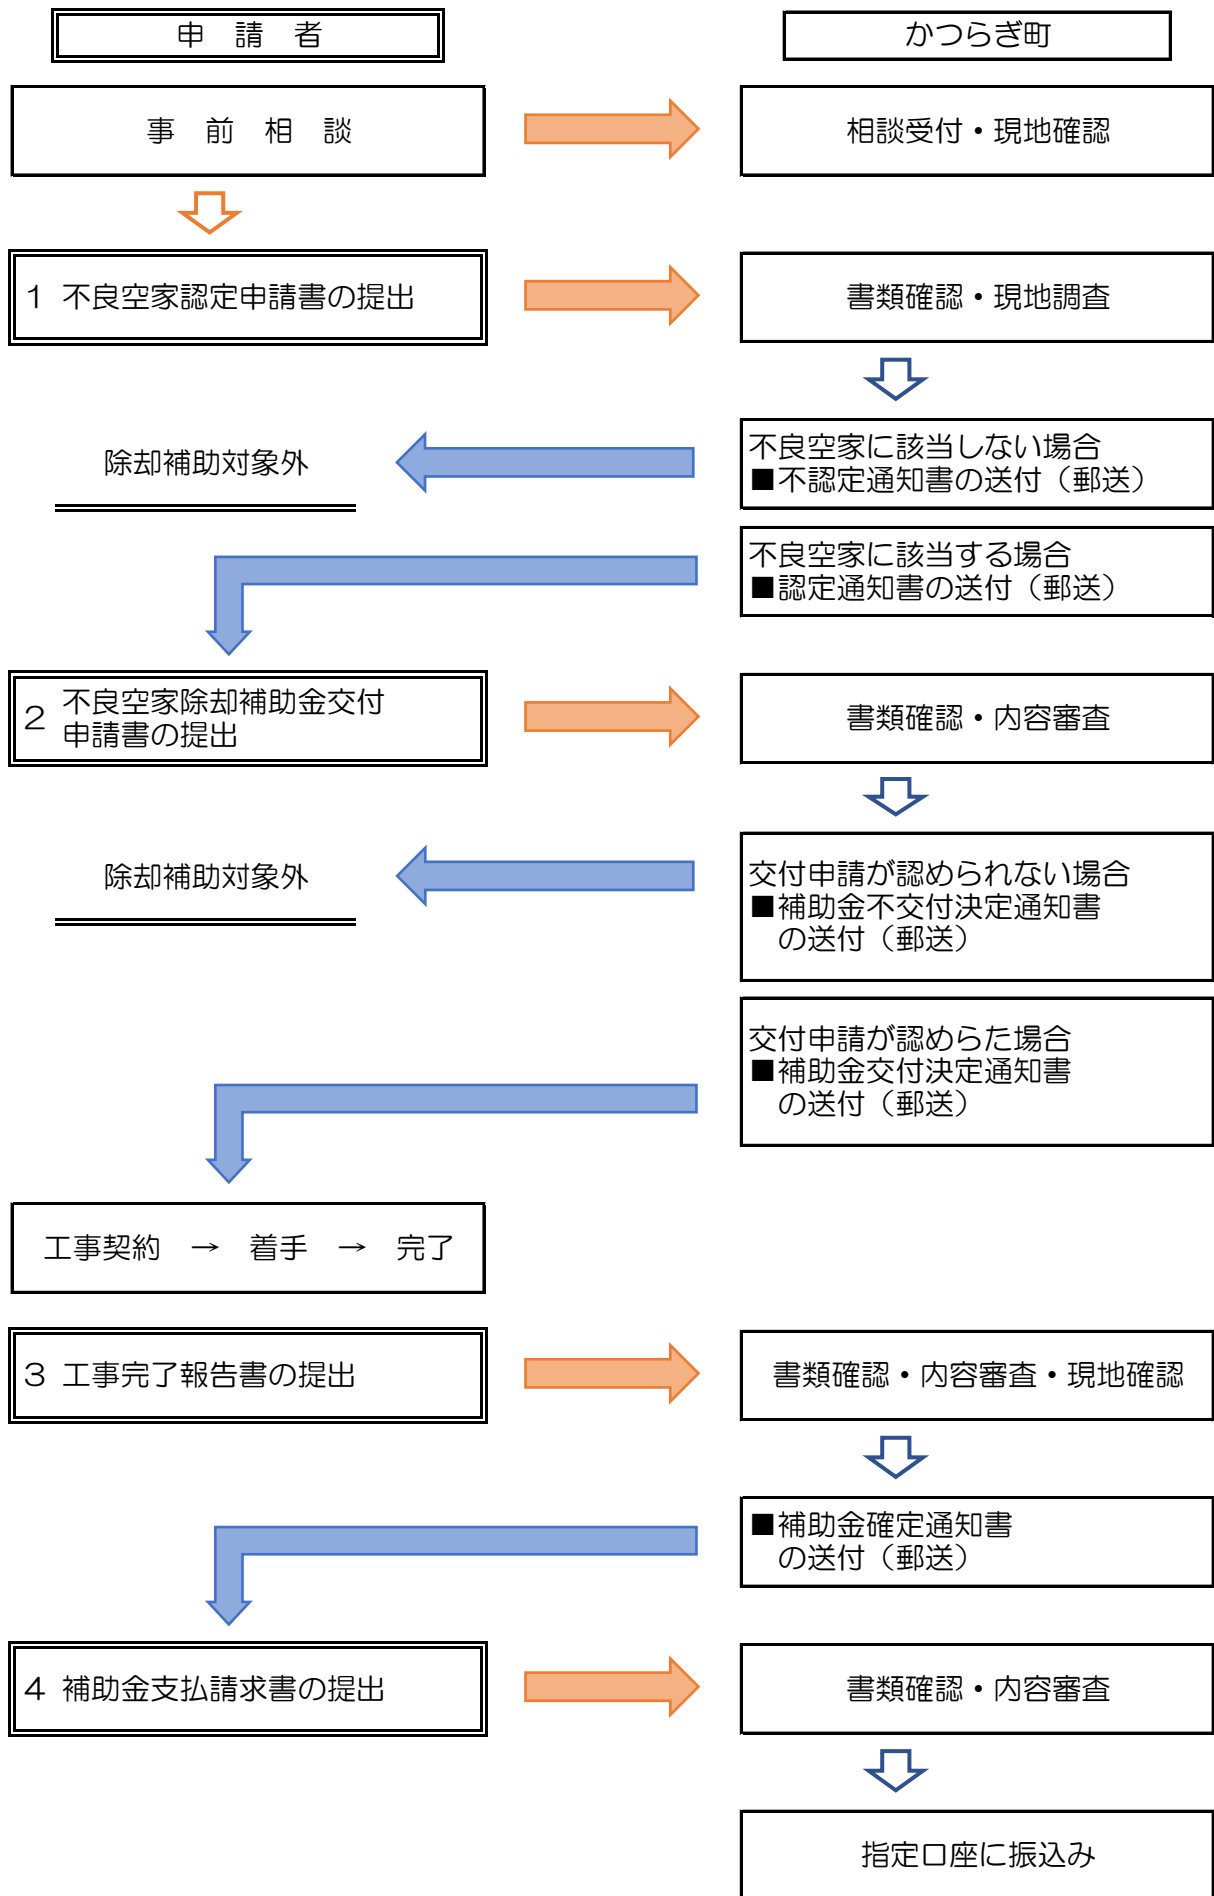 申　請　者
かつらぎ町
事　前　相　談
相談受付・現地確認
１ 不良空家認定申請書の提出
書類確認・現地調査
不良空家に該当しない場合
■不認定通知書の送付（郵送）
除却補助対象外
不良空家に該当する場合
■認定通知書の送付（郵送）
２ 不良空家除却補助金交付
申請書の提出
書類確認・内容審査
交付申請が認められない場合
■補助金不交付決定通知書
の送付（郵送）
除却補助対象外
交付申請が認めらた場合
■補助金交付決定通知書
の送付（郵送）
工事契約　→　着手　→　完了
３ 工事完了報告書の提出
書類確認・内容審査・現地確認
■補助金確定通知書
の送付（郵送）
４ 補助金支払請求書の提出
書類確認・内容審査
指定口座に振込み